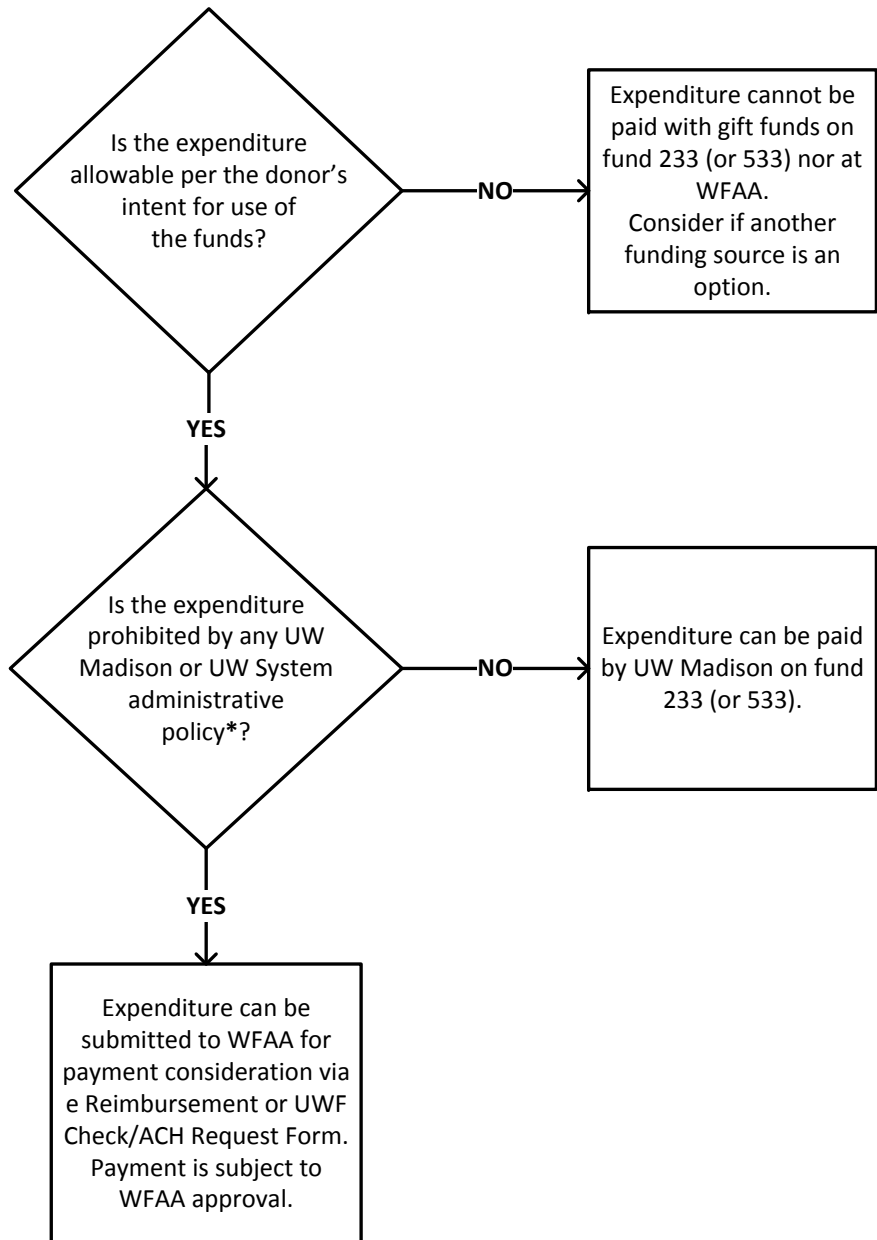 Is the expenditure
allowable per the donor’s
intent for use of
the funds?
NO
Expenditure cannot be
paid with gift funds on
fund 233 (or 533) nor at
WFAA.
Consider if another
funding source is an
option.
YES
Is the expenditure
prohibited by any UW
Madison or UW System
administrative
policy*?
NO
Expenditure can be paid
by UW Madison on fund
233 (or 533).
YES
Expenditure can be
submitted to WFAA for
payment consideration via
e Reimbursement or UWF
Check/ACH Request Form.
Payment is subject to
WFAA approval.